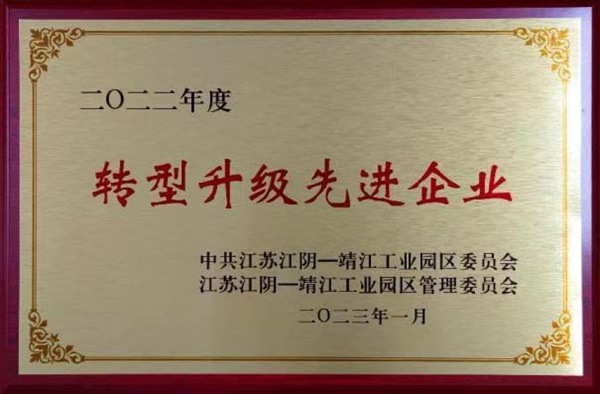 二〇二二年度
转型升级先进企业
中共江苏江阴—靖江工业园区委员会
江苏江阴—靖江工业园区管理委员会
二〇二三年一月